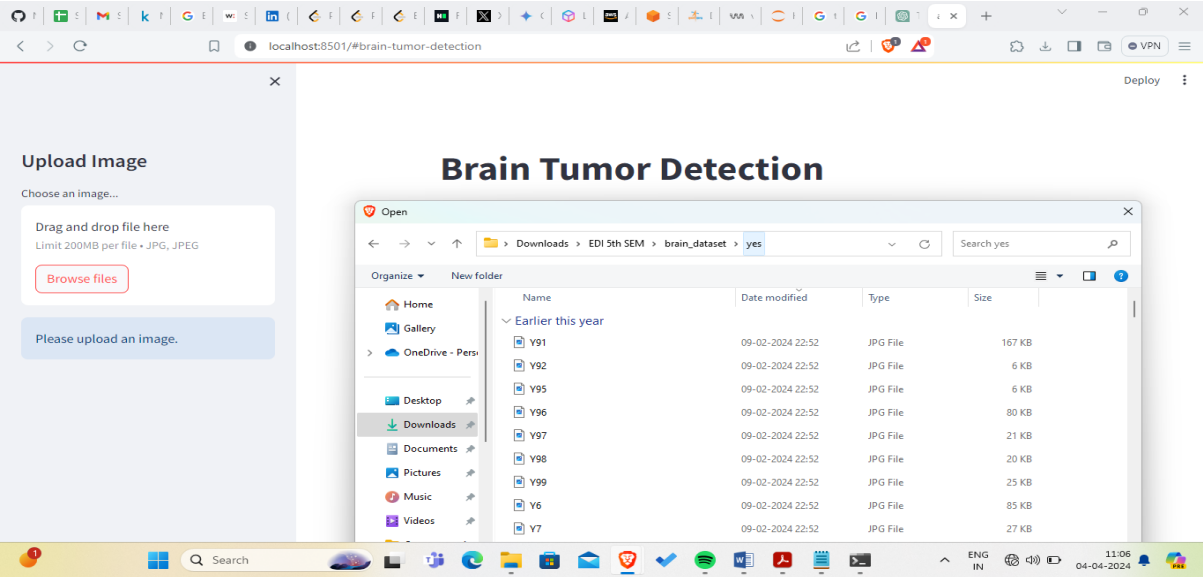 localhost:8501/#brain-tumor-detection
VPN
Deploy
Upload Image
Choose an image...
Drag and drop file here
Limit 200MB per file • JPG, JPEG
Browse files
Please upload an image.
Brain Tumor Detection
Open
Downloads > EDI 5th SEM > brain_dataset > yes
Search yes
Organize
New folder
Home
Gallery
OneDrive - Pers
Desktop
Downloads
Documents
Pictures
Music
Videos
Name Date modified Type Size
Earlier this year
Y91 09-02-2024 22:52 JPG File 167 KB
Y92 09-02-2024 22:52 JPG File 6 KB
Y95 09-02-2024 22:52 JPG File 6 KB
Y96 09-02-2024 22:52 JPG File 80 KB
Y97 09-02-2024 22:52 JPG File 21 KB
Y98 09-02-2024 22:52 JPG File 20 KB
Y99 09-02-2024 22:52 JPG File 25 KB
Y6 09-02-2024 22:52 JPG File 85 KB
Y7 09-02-2024 22:52 JPG File 27 KB
1
Search
ENG
IN
11:06
04-04-2024